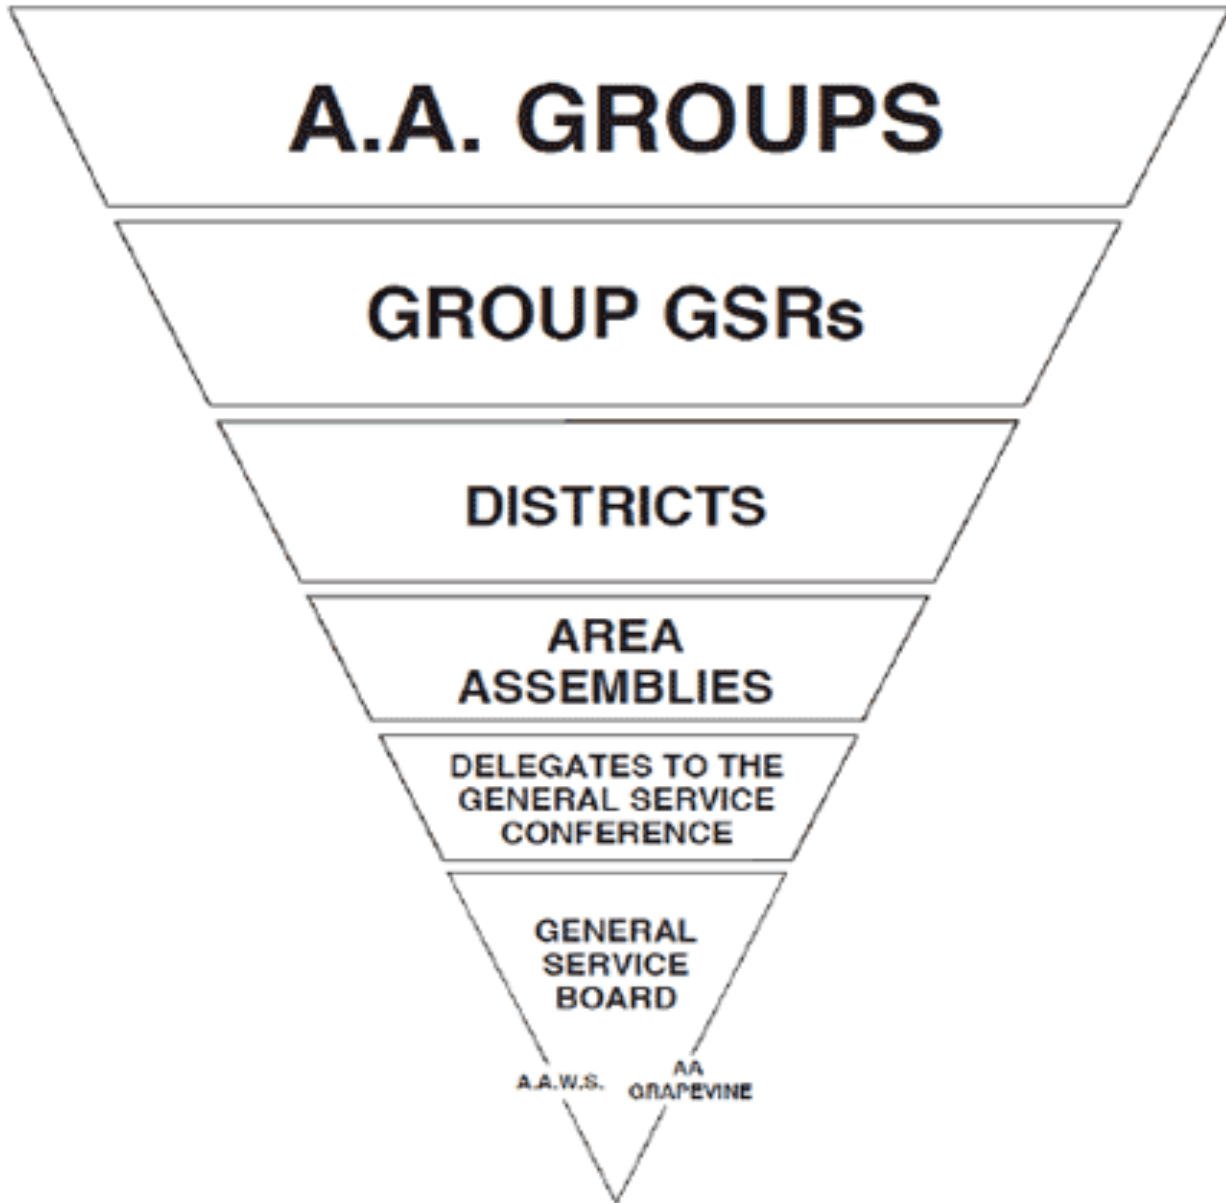 A.A. GROUPS
GROUP GSRs
DISTRICTS
AREA
ASSEMBLIES
DELEGATES TO THE
GENERAL SERVICE
CONFERENCE
GENERAL
SERVICE
BOARD
A.A.W.S.
AA
GRAPEVINE